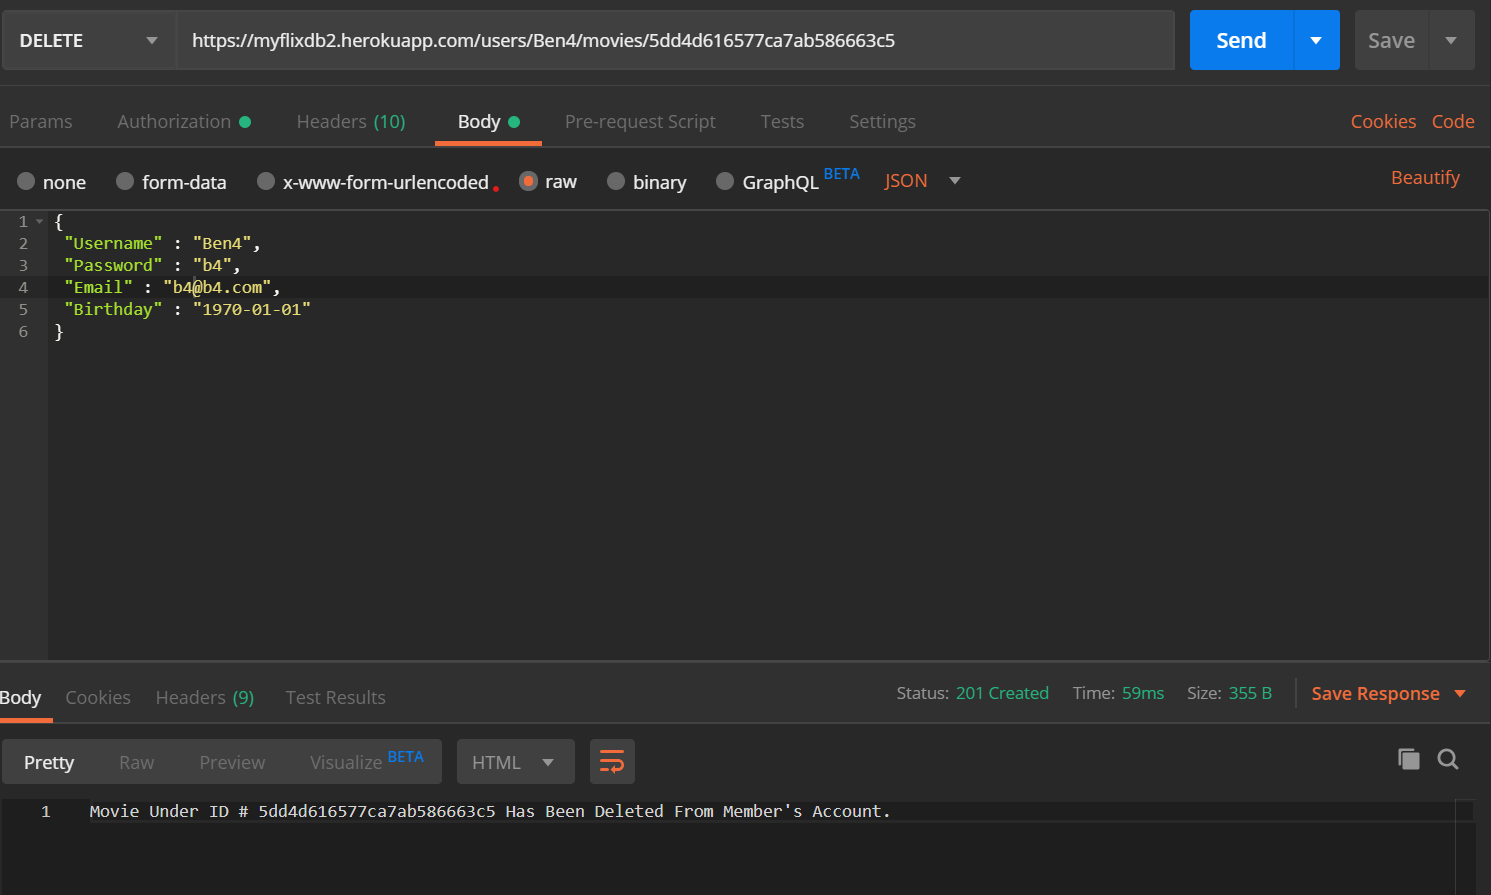 DELETE https://myflixdb2.herokuapp.com/users/Ben4/movies/5dd4d616577ca7ab586663c5 Send Save
Params Authorization Headers (10) Body Pre-request Script Tests Settings Cookies Code
none form-data x-www-form-urlencoded raw binary GraphQL BETA JSON Beautify
1 {
2 "Username" : "Ben4",
3 "Password" : "b4",
4 "Email" : "b4@b4.com",
5 "Birthday" : "1970-01-01"
6 }
Body Cookies Headers (9) Test Results Status: 201 Created Time: 59ms Size: 355 B Save Response
Pretty Raw Preview Visualize BETA HTML
1 Movie Under ID # 5dd4d616577ca7ab586663c5 Has Been Deleted From Member's Account.